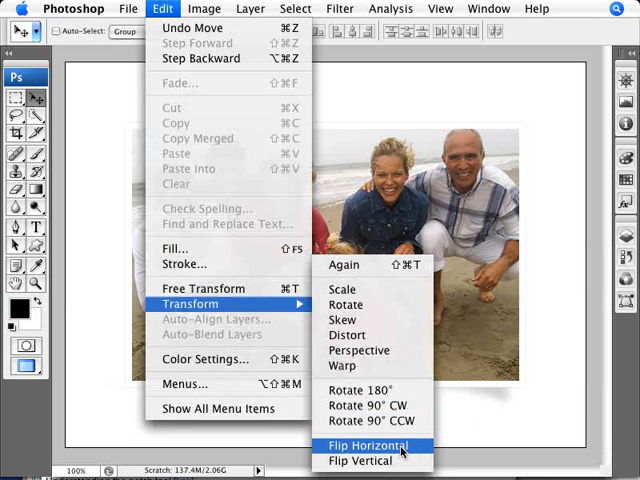 Photoshop File Edit Image Layer Select Filter Analysis View Window Help
Auto-Select: Group
Undo Move ⌘Z
Step Forward ⇧⌘Z
Step Backward ⌥⌘Z
Fade... ⇧⌘F
Cut ⌘X
Copy ⌘C
Copy Merged ⇧⌘C
Paste ⌘V
Paste Into ⇧⌘V
Clear
Check Spelling...
Find and Replace Text...
Fill... ⇧F5
Stroke...
Free Transform ⌘T
Transform
Auto-Align Layers...
Auto-Blend Layers
Color Settings... ⇧⌘K
Menus... ⌥⇧⌘M
Show All Menu Items
Again ⇧⌘T
Scale
Rotate
Skew
Distort
Perspective
Warp
Rotate 180°
Rotate 90° CW
Rotate 90° CCW
Flip Horizontal
Flip Vertical
Ps
100% Scratch: 137.4M/2.06G